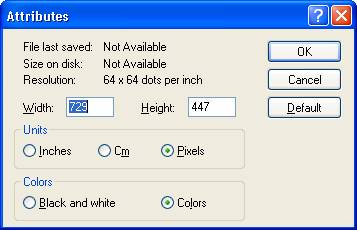 Attributes
File last saved: Not Available
Size on disk: Not Available
Resolution: 64 x 64 dots per inch
Width: 729 Height: 447
Units
Inches Cm Pixels
Colors
Black and white Colors
OK
Cancel
Default